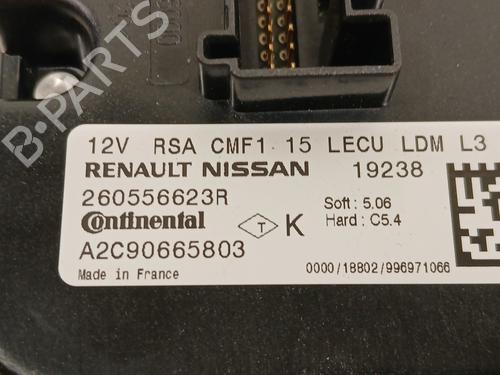 B-PARTS
12V RSA CMF1 15 LECU LDM L3
RENAULT NISSAN 19238
260556623R Soft : 5.06
Continental T K Hard : C5.4
A2C90665803
Made in France 0000/18802/996971066